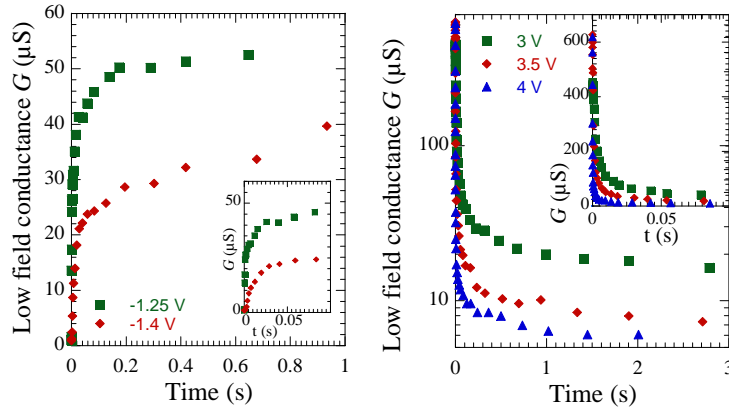 Low field conductance G (µS)
60
50
40
30
20
10
0
0
0.2
0.4
0.6
0.8
1
Time (s)
-1.25 V
-1.4 V
G (µS)
50
0
0
0.05
t (s)
Low field conductance G (µS)
100
10
0
1
2
3
Time (s)
3 V
3.5 V
4 V
G (µS)
600
400
200
0
0
0.05
t (s)